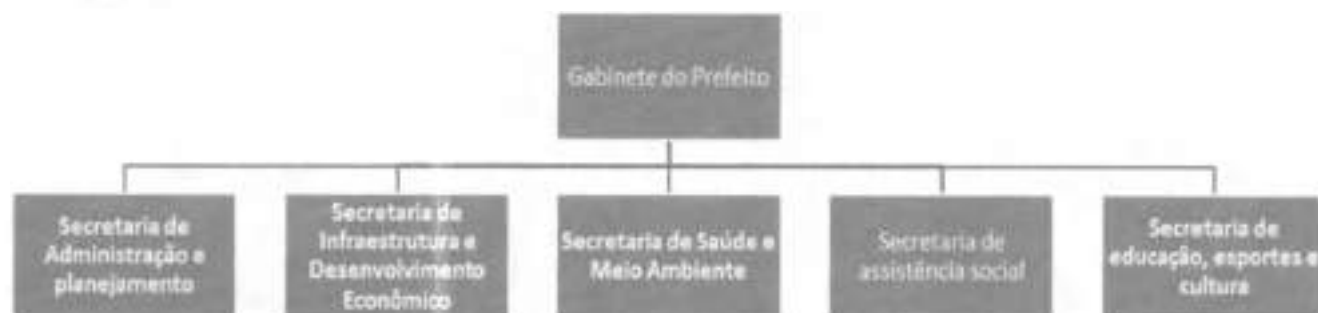 Gabinete do Prefeito
Secretaria de
Administração e
planejamento
Secretaria de
Infraestrutura e
Desenvolvimento
Econômico
Secretaria de Saúde e
Meio Ambiente
Secretaria de
assistência social
Secretaria de
educação, esportes e
cultura